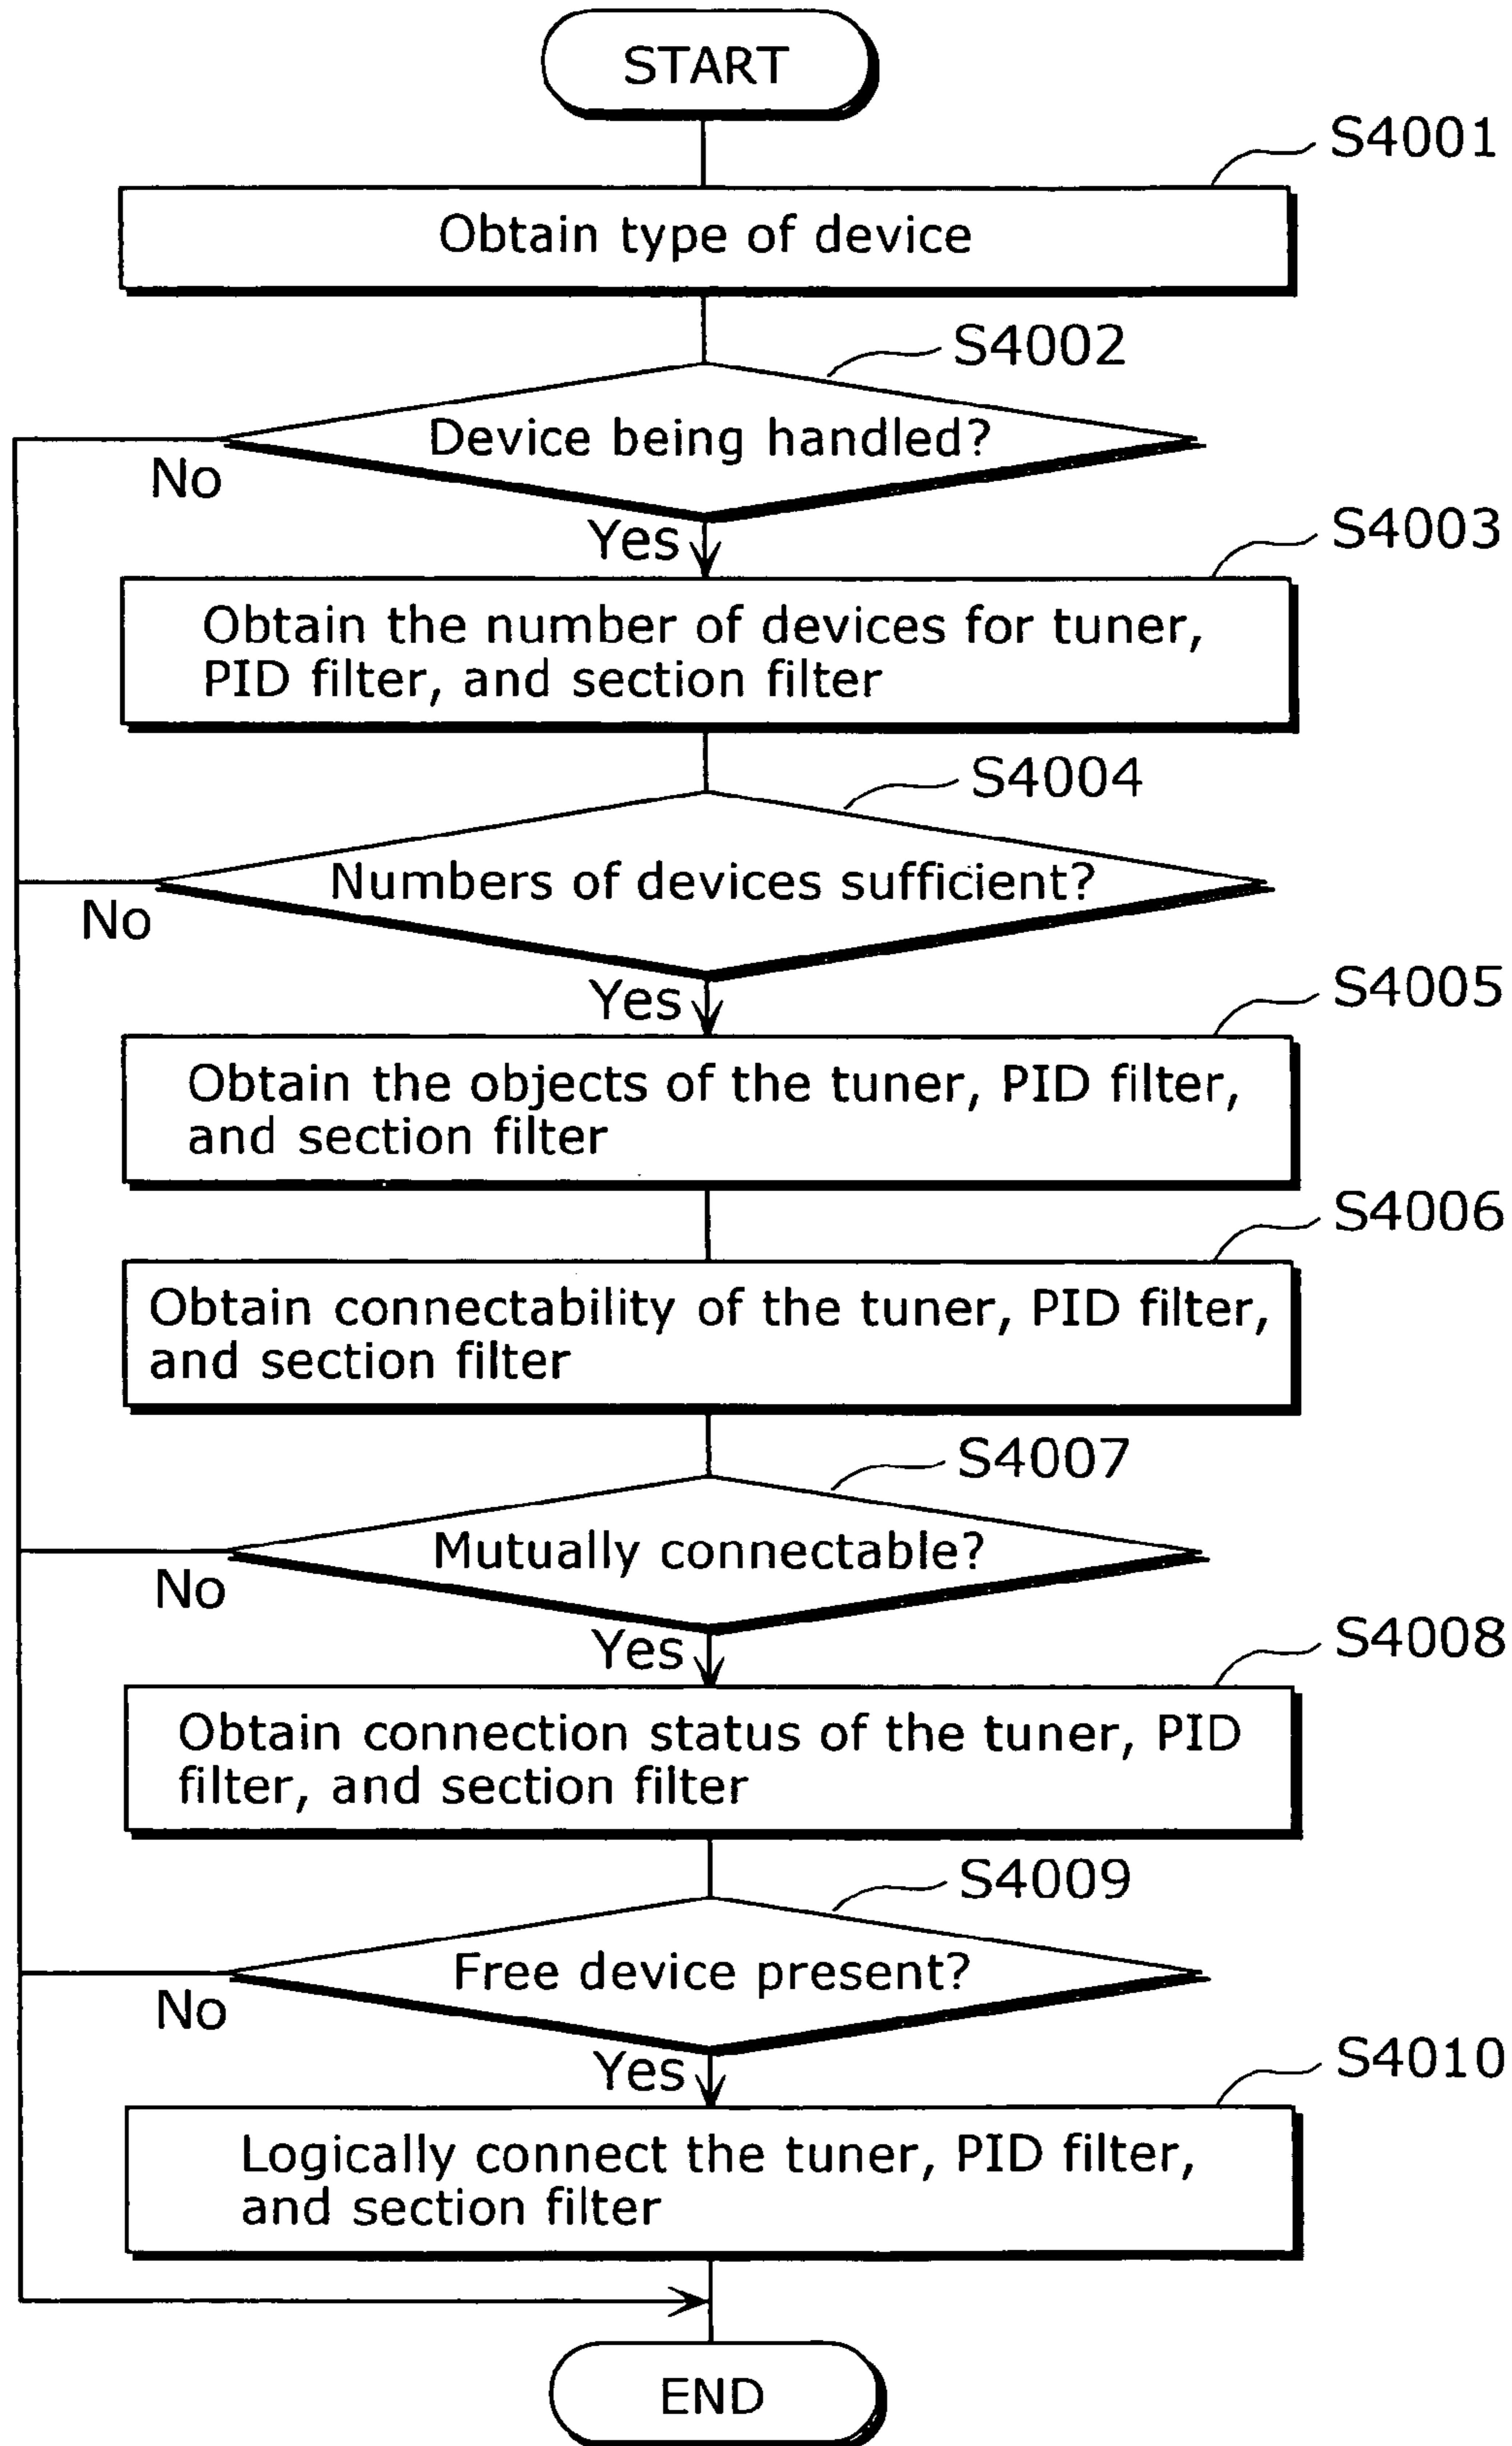 START
S4001
Obtain type of device
S4002
Device being handled?
No
Yes
S4003
Obtain the number of devices for tuner,
PID filter, and section filter
S4004
Numbers of devices sufficient?
No
Yes
S4005
Obtain the objects of the tuner, PID filter,
and section filter
S4006
Obtain connectability of the tuner, PID filter,
and section filter
S4007
Mutually connectable?
No
Yes
S4008
Obtain connection status of the tuner, PID
filter, and section filter
S4009
Free device present?
No
Yes
S4010
Logically connect the tuner, PID filter,
and section filter
END